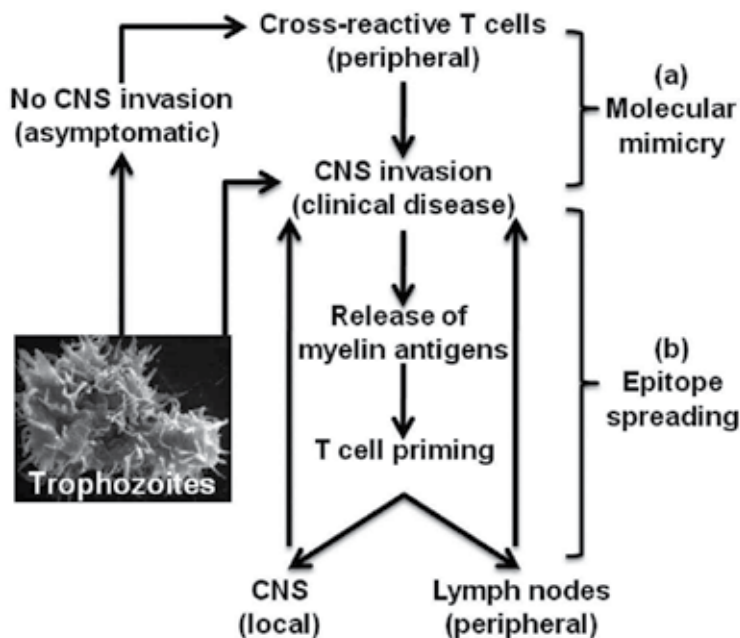 Cross-reactive T cells
(peripheral)
(a)
Molecular
mimicry
No CNS invasion
(asymptomatic)
CNS invasion
(clinical disease)
Release of
myelin antigens
(b)
Epitope
spreading
T cell priming
Trophozoites
CNS
(local)
Lymph nodes
(peripheral)